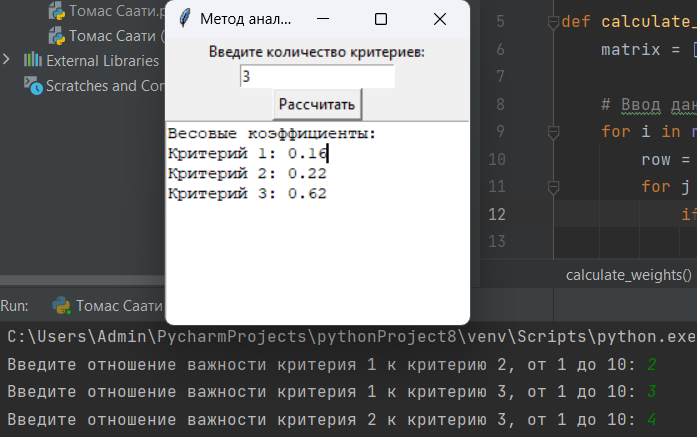 Томас Саати.p
Томас Саати (
External Libraries
Scratches and Con
Метод анал...
Введите количество критериев:
3
Рассчитать
Весовые коэффициенты:
Критерий 1: 0.16
Критерий 2: 0.22
Критерий 3: 0.62
5 def calculate_
6 matrix = [
7
8 # Ввод дан
9 for i in r
10 row =
11 for j
12 if
13
calculate_weights()
Run: Томас Саати
C:\Users\Admin\PycharmProjects\pythonProject8\venv\Scripts\python.exe
Введите отношение важности критерия 1 к критерию 2, от 1 до 10: 2
Введите отношение важности критерия 1 к критерию 3, от 1 до 10: 3
Введите отношение важности критерия 2 к критерию 3, от 1 до 10: 4